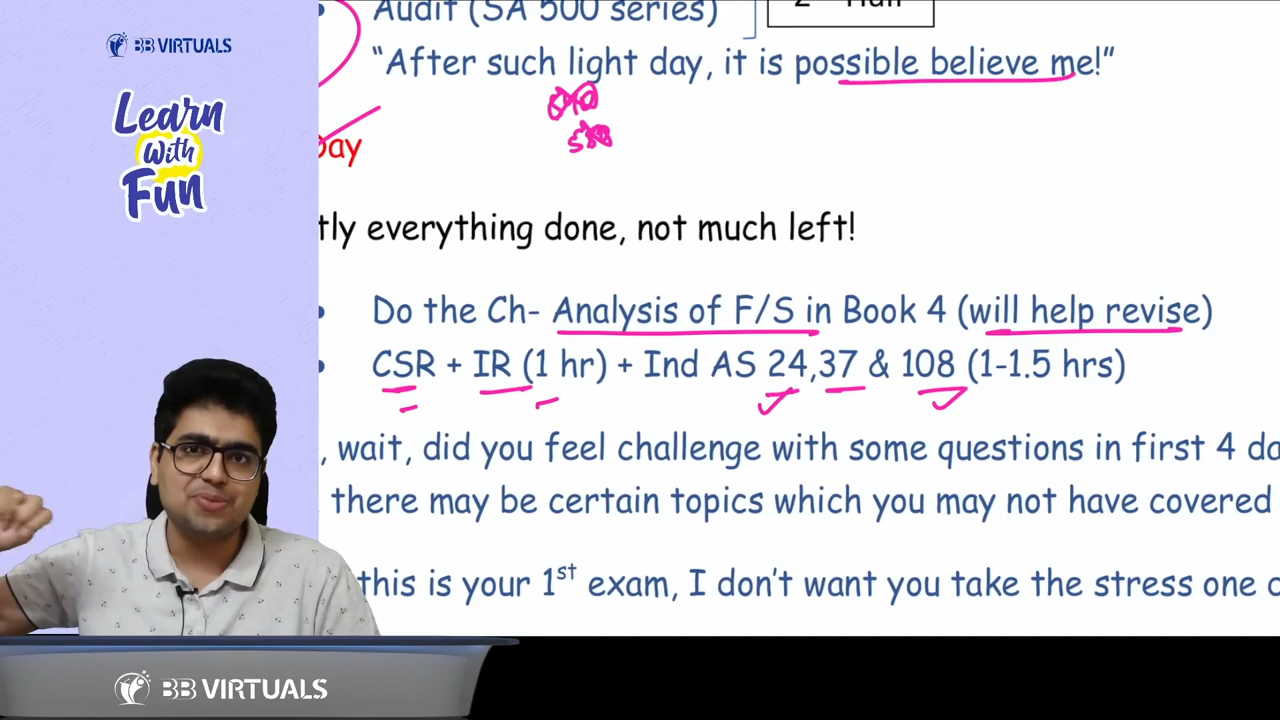 BB VIRTUALS
Learn
With
Fun
Audit (SA 500 series)
"After such light day, it is possible believe me!"
Day
tly everything done, not much left!
Do the Ch- Analysis of F/S in Book 4 (will help revise)
CSR + IR (1 hr) + Ind AS 24,37 & 108 (1-1.5 hrs)
, wait, did you feel challenge with some questions in first 4 da
there may be certain topics which you may not have covered
this is your 1st exam, I don't want you take the stress one
BB VIRTUALS